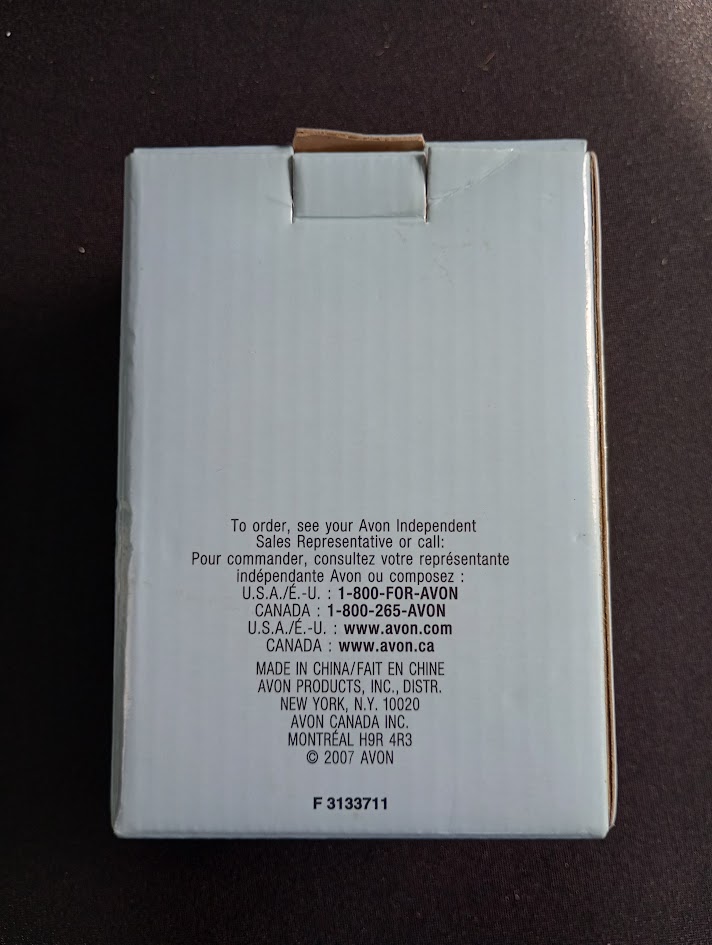 To order, see your Avon Independent
Sales Representative or call:
Pour commander, consultez votre représentante
indépendante Avon ou composez :
U.S.A./É.-U. : 1-800-FOR-AVON
CANADA : 1-800-265-AVON
U.S.A./É.-U. : www.avon.com
CANADA : www.avon.ca
MADE IN CHINA/FAIT EN CHINE
AVON PRODUCTS, INC., DISTR.
NEW YORK, N.Y. 10020
AVON CANADA INC.
MONTRÉAL H9R 4R3
© 2007 AVON
F 3133711